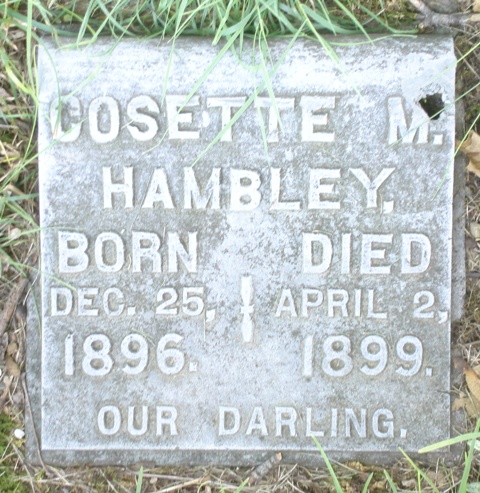 COSETTE M.
HAMBLEY.
BORN DIED
DEC. 25, APRIL 2,
1896. 1899.
OUR DARLING.